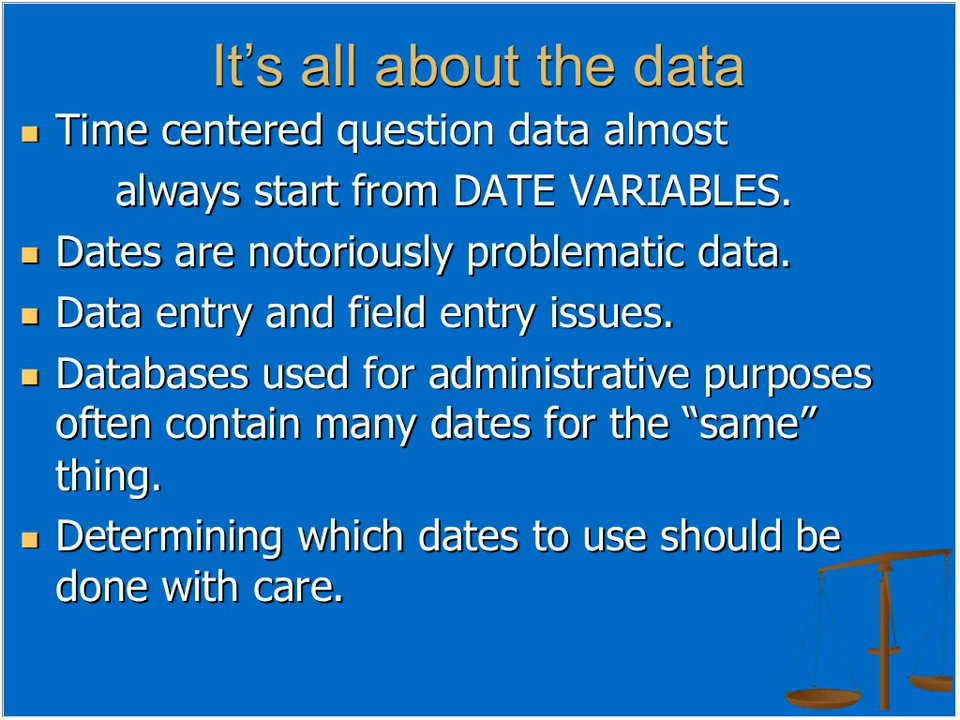 It’s all about the data
Time centered question data almost
always start from DATE VARIABLES.
Dates are notoriously problematic data.
Data entry and field entry issues.
Databases used for administrative purposes
often contain many dates for the “same”
thing.
Determining which dates to use should be
done with care.